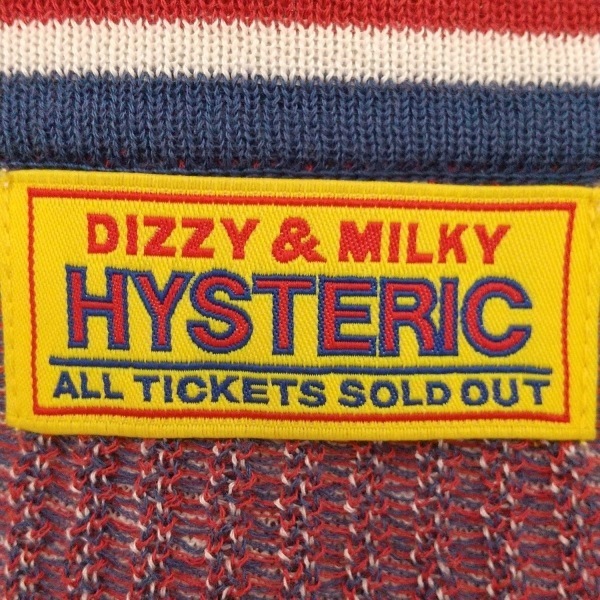 DIZZY & MILKY
HYSTERIC
ALL TICKETS SOLD OUT